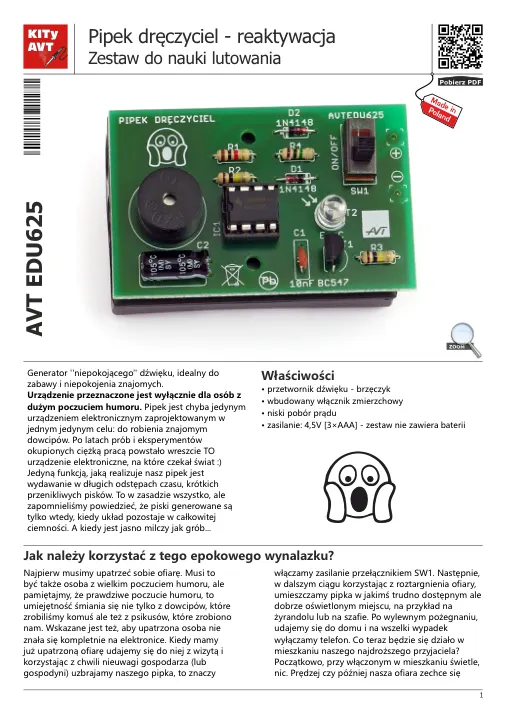 KITy
AVT
Pipek dręczyciel - reaktywacja
Zestaw do nauki lutowania
Pobierz PDF
Made in
Poland
AVT EDU625
PIPEK DRĘCZYCIEL
D2
1N4148
AVTEDU625
R1
R4
R2
D1
1N4148
ON/OFF
SW1
IC1
T2
AVT
C2
105°C
105°C
C1
T1
R3
Pb
10nF
BC547
ZOOM
Generator ''niepokojącego'' dźwięku, idealny do
zabawy i niepokojenia znajomych.
Urządzenie przeznaczone jest wyłącznie dla osób z
dużym poczuciem humoru. Pipek jest chyba jedynym
urządzeniem elektronicznym zaprojektowanym w
jednym jedynym celu: do robienia znajomym
dowcipów. Po latach prób i eksperymentów
okupionych ciężką pracą powstało wreszcie TO
urządzenie elektroniczne, na które czekał świat :)
Jedyną funkcją, jaką realizuje nasz pipek jest
wydawanie w długich odstępach czasu, krótkich
przenikliwych pisków. To w zasadzie wszystko, ale
zapomnieliśmy powiedzieć, że piski generowane są
tylko wtedy, kiedy układ pozostaje w całkowitej
ciemności. A kiedy jest jasno milczy jak grób...
Właściwości
• przetwornik dźwięku - brzęczyk
• wbudowany włącznik zmierzchowy
• niski pobór prądu
• zasilanie: 4,5V [3×AAA] - zestaw nie zawiera baterii
Jak należy korzystać z tego epokowego wynalazku?
Najpierw musimy upatrzeć sobie ofiarę. Musi to
być także osoba z wielkim poczuciem humoru, ale
pamiętajmy, że prawdziwe poczucie humoru, to
umiejętność śmiania się nie tylko z dowcipów, które
zrobiliśmy komuś ale też z psikusów, które zrobiono
nam. Wskazane jest też, aby upatrzona osoba nie
znała się kompletnie na elektronice. Kiedy mamy
już upatrzoną ofiarę udajemy się do niej z wizytą i
korzystając z chwili nieuwagi gospodarza (lub
gospodyni) uzbrajamy naszego pipka, to znaczy
włączamy zasilanie przełącznikiem SW1. Następnie,
w dalszym ciągu korzystając z roztargnienia ofiary,
umieszczamy pipka w jakimś trudno dostępnym ale
dobrze oświetlonym miejscu, na przykład na
żyrandolu lub na szafie. Po wylewnym pożegnaniu,
udajemy się do domu i na wszelki wypadek
wyłączamy telefon. Co teraz będzie się działo w
mieszkaniu naszego najdroższego przyjaciela?
Początkowo, przy włączonym w mieszkaniu świetle,
nic. Prędzej czy później nasza ofiara zechce się
1